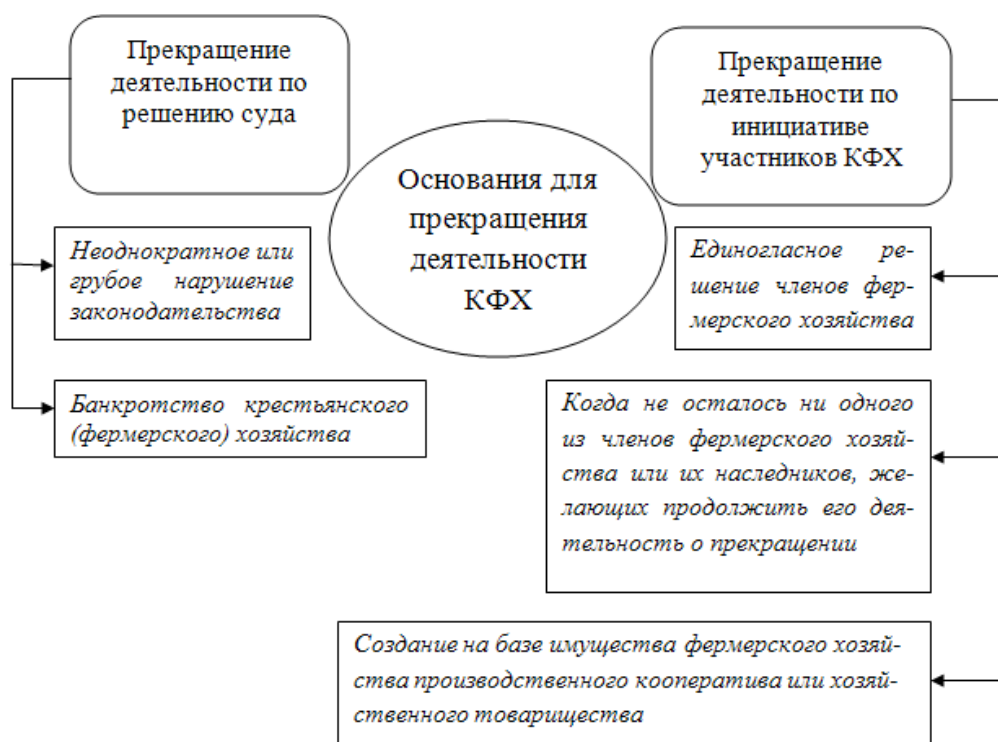 Прекращение
деятельности по
решению суда
Прекращение
деятельности по
инициативе
участников КФХ
Основания для
прекращения
деятельности
КФХ
Неоднократное или
грубое нарушение
законодательства
Единогласное ре-
шение членов фер-
мерского хозяйства
Банкротство крестьянского
(фермерского) хозяйства
Когда не осталось ни одного
из членов фермерского хозяй-
ства или их наследников, же-
лающих продолжить его дея-
тельность о прекращении
Создание на базе имущества фермерского хозяй-
ства производственного кооператива или хозяй-
ственного товарищества